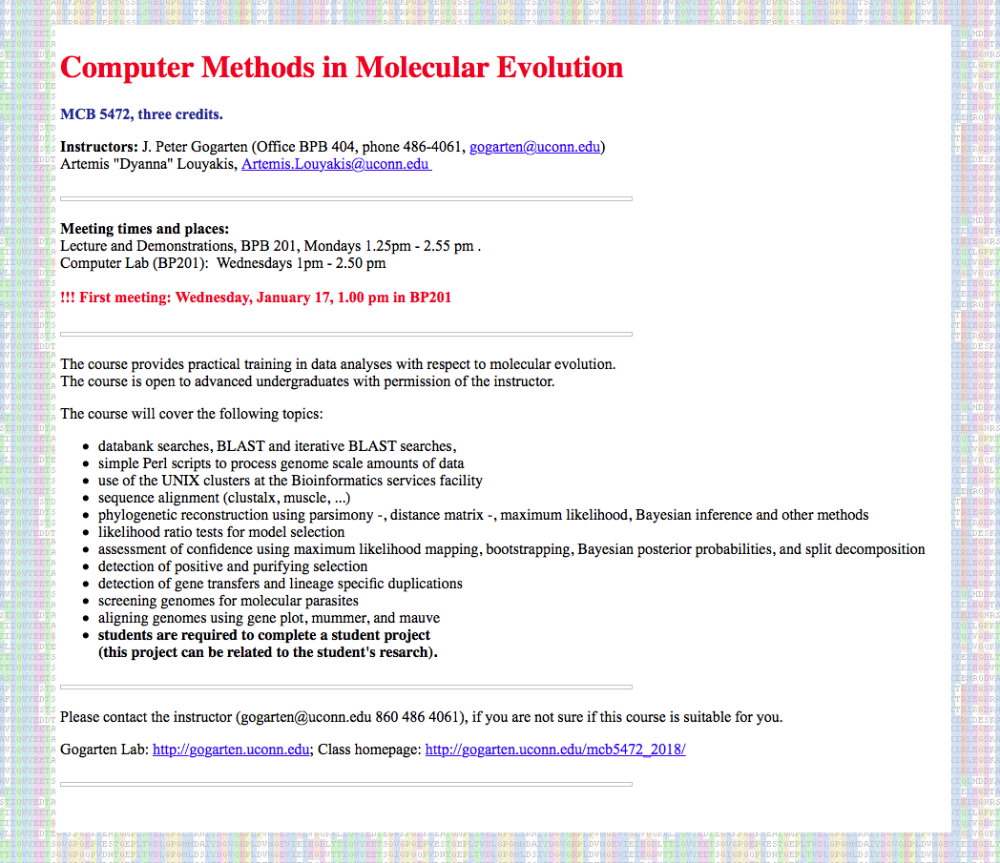 Computer Methods in Molecular Evolution
MCB 5472, three credits.
Instructors: J. Peter Gogarten (Office BPB 404, phone 486-4061, gogarten@uconn.edu)
Artemis "Dyanna" Louyakis, Artemis.Louyakis@uconn.edu
Meeting times and places:
Lecture and Demonstrations, BPB 201, Mondays 1.25pm - 2.55 pm .
Computer Lab (BP201): Wednesdays 1pm - 2.50 pm
!!! First meeting: Wednesday, January 17, 1.00 pm in BP201
The course provides practical training in data analyses with respect to molecular evolution.
The course is open to advanced undergraduates with permission of the instructor.
The course will cover the following topics:
• databank searches, BLAST and iterative BLAST searches,
• simple Perl scripts to process genome scale amounts of data
• use of the UNIX clusters at the Bioinformatics services facility
• sequence alignment (clustalx, muscle, ...)
• phylogenetic reconstruction using parsimony -, distance matrix -, maximum likelihood, Bayesian inference and other methods
• likelihood ratio tests for model selection
• assessment of confidence using maximum likelihood mapping, bootstrapping, Bayesian posterior probabilities, and split decomposition
• detection of positive and purifying selection
• detection of gene transfers and lineage specific duplications
• screening genomes for molecular parasites
• aligning genomes using gene plot, mummer, and mauve
• students are required to complete a student project
(this project can be related to the student's resarch).
Please contact the instructor (gogarten@uconn.edu 860 486 4061), if you are not sure if this course is suitable for you.
Gogarten Lab: http://gogarten.uconn.edu; Class homepage: http://gogarten.uconn.edu/mcb5472_2018/